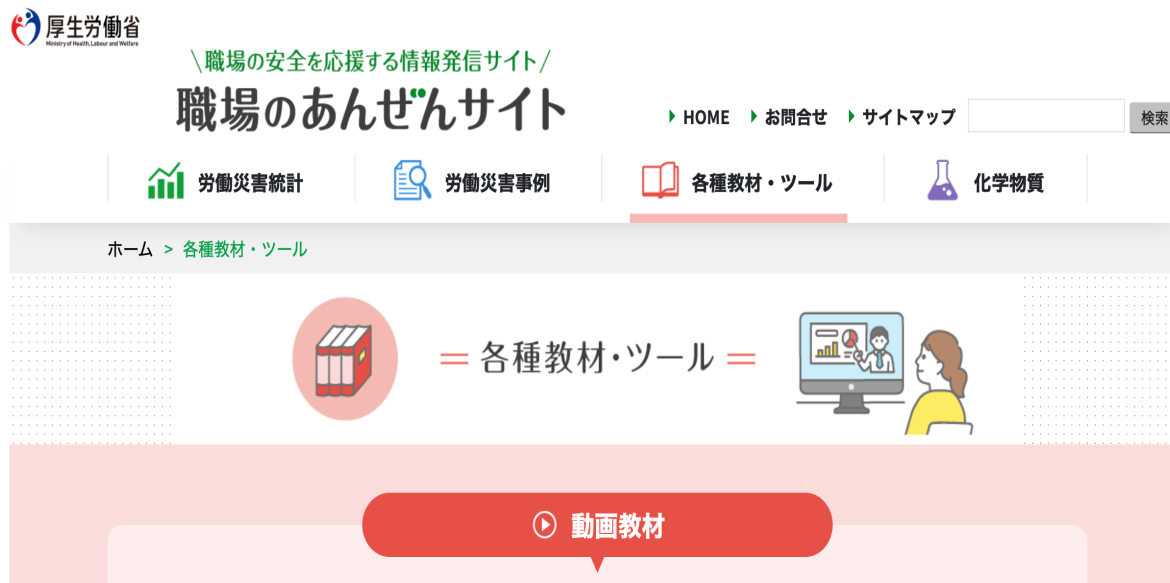 厚生労働省
Ministry of Health, Labour and Welfare
\職場の安全を応援する情報発信サイト/
職場のあんぜんサイト
HOME お問合せ サイトマップ 検索
労働災害統計 労働災害事例 各種教材・ツール 化学物質
ホーム > 各種教材・ツール
各種教材・ツール
動画教材